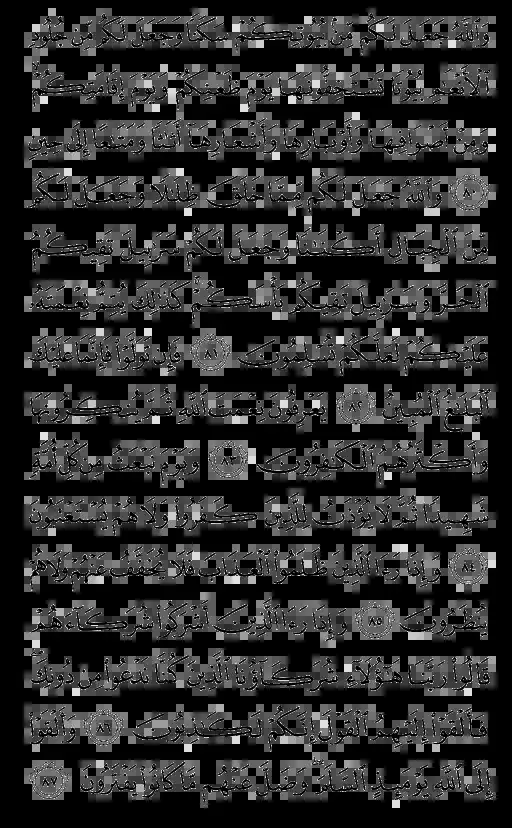 وَٱللَّهُ جَعَلَ لَكُم مِّنۢ بُيُوتِكُمْ سَكَنًا وَجَعَلَ لَكُم مِّن جُلُودِ
ٱلْأَنْعَٰمِ بُيُوتًا تَسْتَخِفُّونَهَا يَوْمَ ظَعْنِكُمْ وَيَوْمَ إِقَامَتِكُمْ
وَمِنْ أَصْوَافِهَا وَأَوْبَارِهَا وَأَشْعَارِهَآ أَثَٰثًا وَمَتَٰعًا إِلَىٰ حِينٍ
٨٠ وَٱللَّهُ جَعَلَ لَكُم مِّمَّا خَلَقَ ظِلَٰلًا وَجَعَلَ لَكُم
مِّنَ ٱلْجِبَالِ أَكْنَٰنًا وَجَعَلَ لَكُمْ سَرَٰبِيلَ تَقِيكُمُ
ٱلْحَرَّ وَسَرَٰبِيلَ تَقِيكُم بَأْسَكُمْ كَذَٰلِكَ يُتِمُّ نِعْمَتَهُۥ
عَلَيْكُمْ لَعَلَّكُمْ تُسْلِمُونَ ٨١ فَإِن تَوَلَّوْا۟ فَإِنَّمَا عَلَيْكَ
ٱلْبَلَٰغُ ٱلْمُبِينُ ٨٢ يَعْرِفُونَ نِعْمَتَ ٱللَّهِ ثُمَّ يُنكِرُونَهَا
وَأَكْثَرُهُمُ ٱلْكَٰفِرُونَ ٨٣ وَيَوْمَ نَبْعَثُ مِن كُلِّ أُمَّةٍ
شَهِيدًا ثُمَّ لَا يُؤْذَنُ لِلَّذِينَ كَفَرُوا۟ وَلَا هُمْ يُسْتَعْتَبُونَ
٨٤ وَإِذَا رَءَا ٱلَّذِينَ ظَلَمُوا۟ ٱلْعَذَابَ فَلَا يُخَفَّفُ عَنْهُمْ وَلَا هُمْ
يُنظَرُونَ ٨٥ وَإِذَا رَءَا ٱلَّذِينَ أَشْرَكُوا۟ شُرَكَآءَهُمْ
قَالُوا۟ رَبَّنَا هَٰٓؤُلَآءِ شُرَكَآؤُنَا ٱلَّذِينَ كُنَّا نَدْعُوا۟ مِن دُونِكَ
فَأَلْقَوْا۟ إِلَيْهِمُ ٱلْقَوْلَ إِنَّكُمْ لَكَٰذِبُونَ ٨٦ وَأَلْقَوْا۟
إِلَى ٱللَّهِ يَوْمَئِذٍ ٱلسَّلَمَ وَضَلَّ عَنْهُم مَّا كَانُوا۟ يَفْتَرُونَ ٨٧